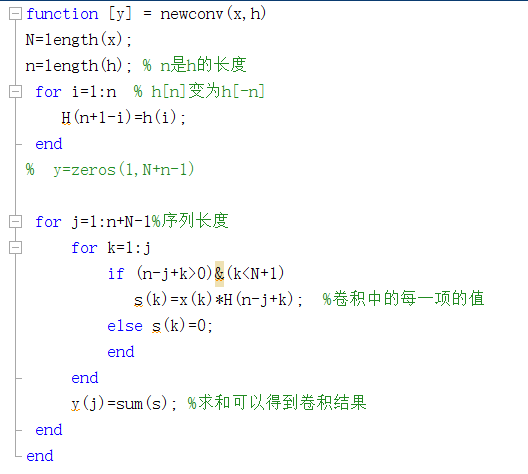 function [y] = newconv(x,h)
N=length(x);
n=length(h); % n是h的长度
for i=1:n % h[n]变为h[-n]
H(n+1-i)=h(i);
end
% y=zeros(1,N+n-1)
for j=1:n+N-1%序列长度
for k=1:j
if (n-j+k>0)&(k<N+1)
s(k)=x(k)*H(n-j+k); %卷积中的每一项的值
else s(k)=0;
end
end
y(j)=sum(s); %求和可以得到卷积结果
end
end